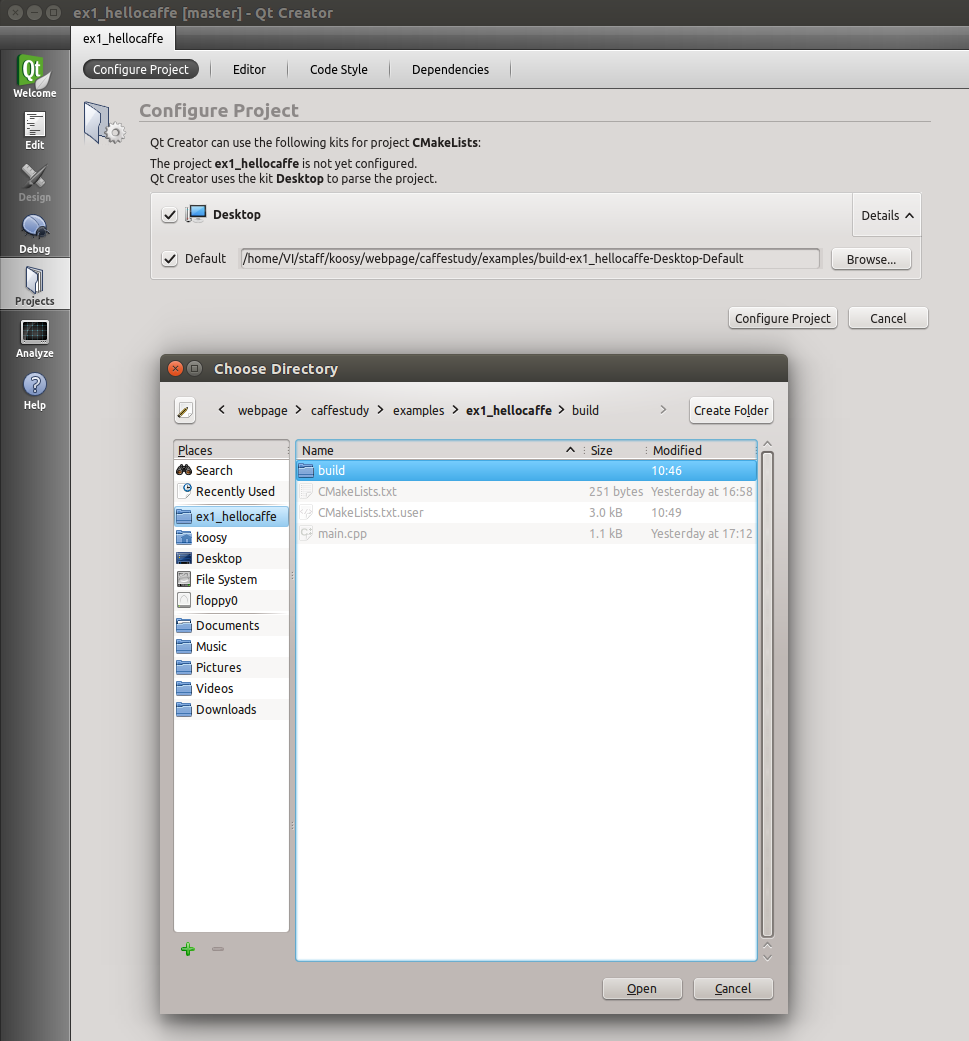 ex1_hellocaffe [master] - Qt Creator
ex1_hellocaffe
Configure Project Editor Code Style Dependencies
Qt
Welcome
Edit
Design
Debug
Projects
Analyze
?
Help
Configure Project
Qt Creator can use the following kits for project CMakeLists:
The project ex1_hellocaffe is not yet configured.
Qt Creator uses the kit Desktop to parse the project.
Desktop Details
Default /home/VI/staff/koosy/webpage/caffestudy/examples/build-ex1_hellocaffe-Desktop-Default Browse...
Configure Project Cancel
Choose Directory
< webpage > caffestudy > examples > ex1_hellocaffe > build > Create Folder
Places
Search
Recently Used
ex1_hellocaffe
koosy
Desktop
File System
floppy0
Documents
Music
Pictures
Videos
Downloads
Name Size Modified
build 10:46
CMakeLists.txt 251 bytes Yesterday at 16:58
CMakeLists.txt.user 3.0 kB 10:49
main.cpp 1.1 kB Yesterday at 17:12
Open Cancel